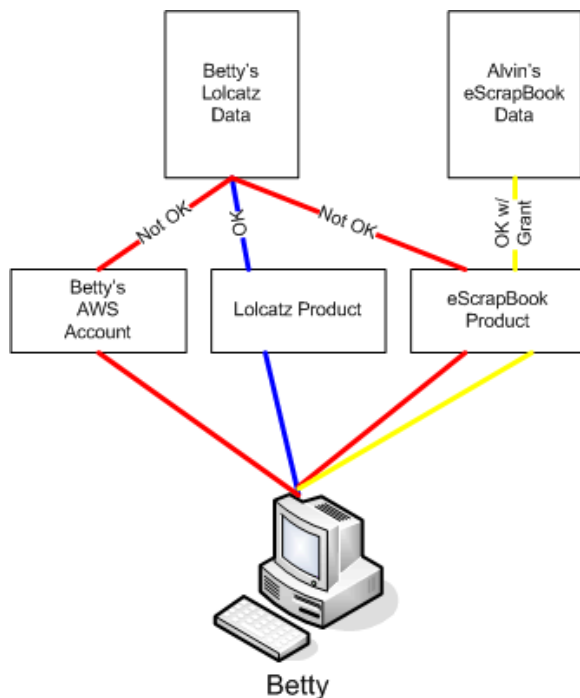 Betty's
Lolcatz
Data
Alvin's
eScrapBook
Data
Not OK
OK
Not OK
OK w/
Grant
Betty's
AWS
Account
Lolcatz Product
eScrapBook
Product
Betty